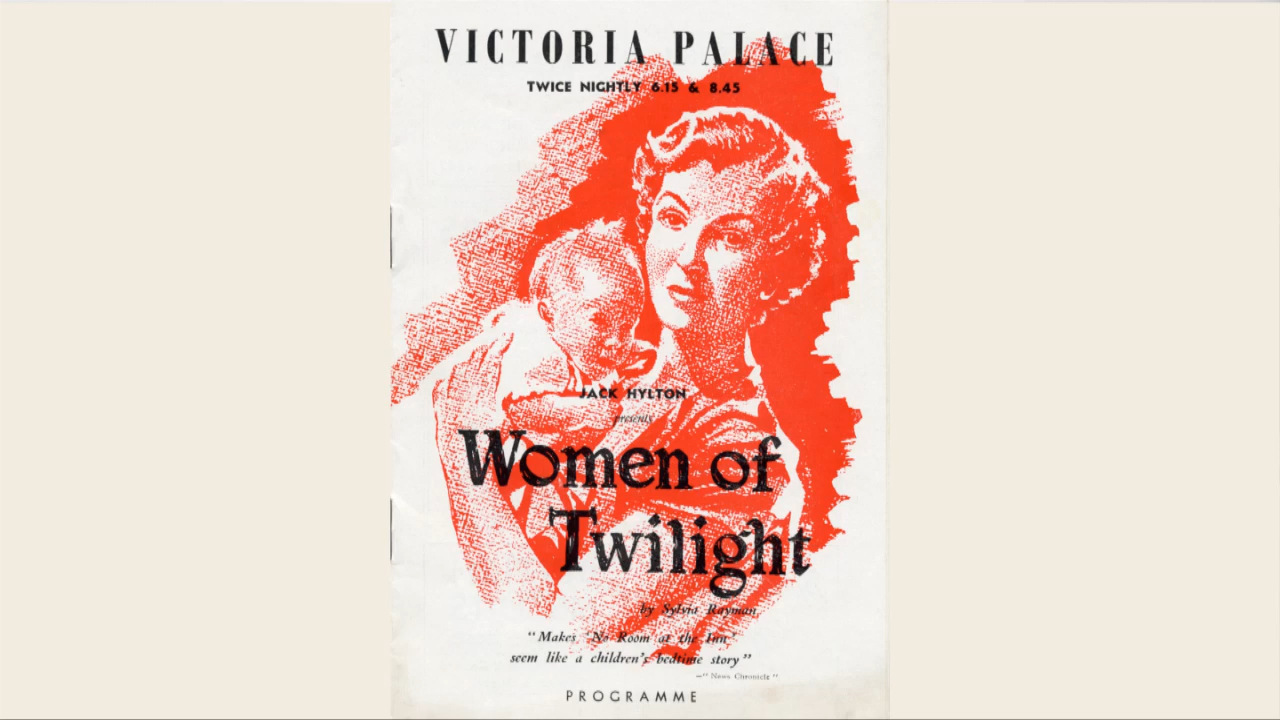 VICTORIA PALACE
TWICE NIGHTLY 6.15 & 8.45
JACK HYLTON
presents
Women of
Twilight
by Sylvia Rayman
"Makes 'No Room at the Inn'
seem like a children's bedtime story"
—"News Chronicle"
PROGRAMME